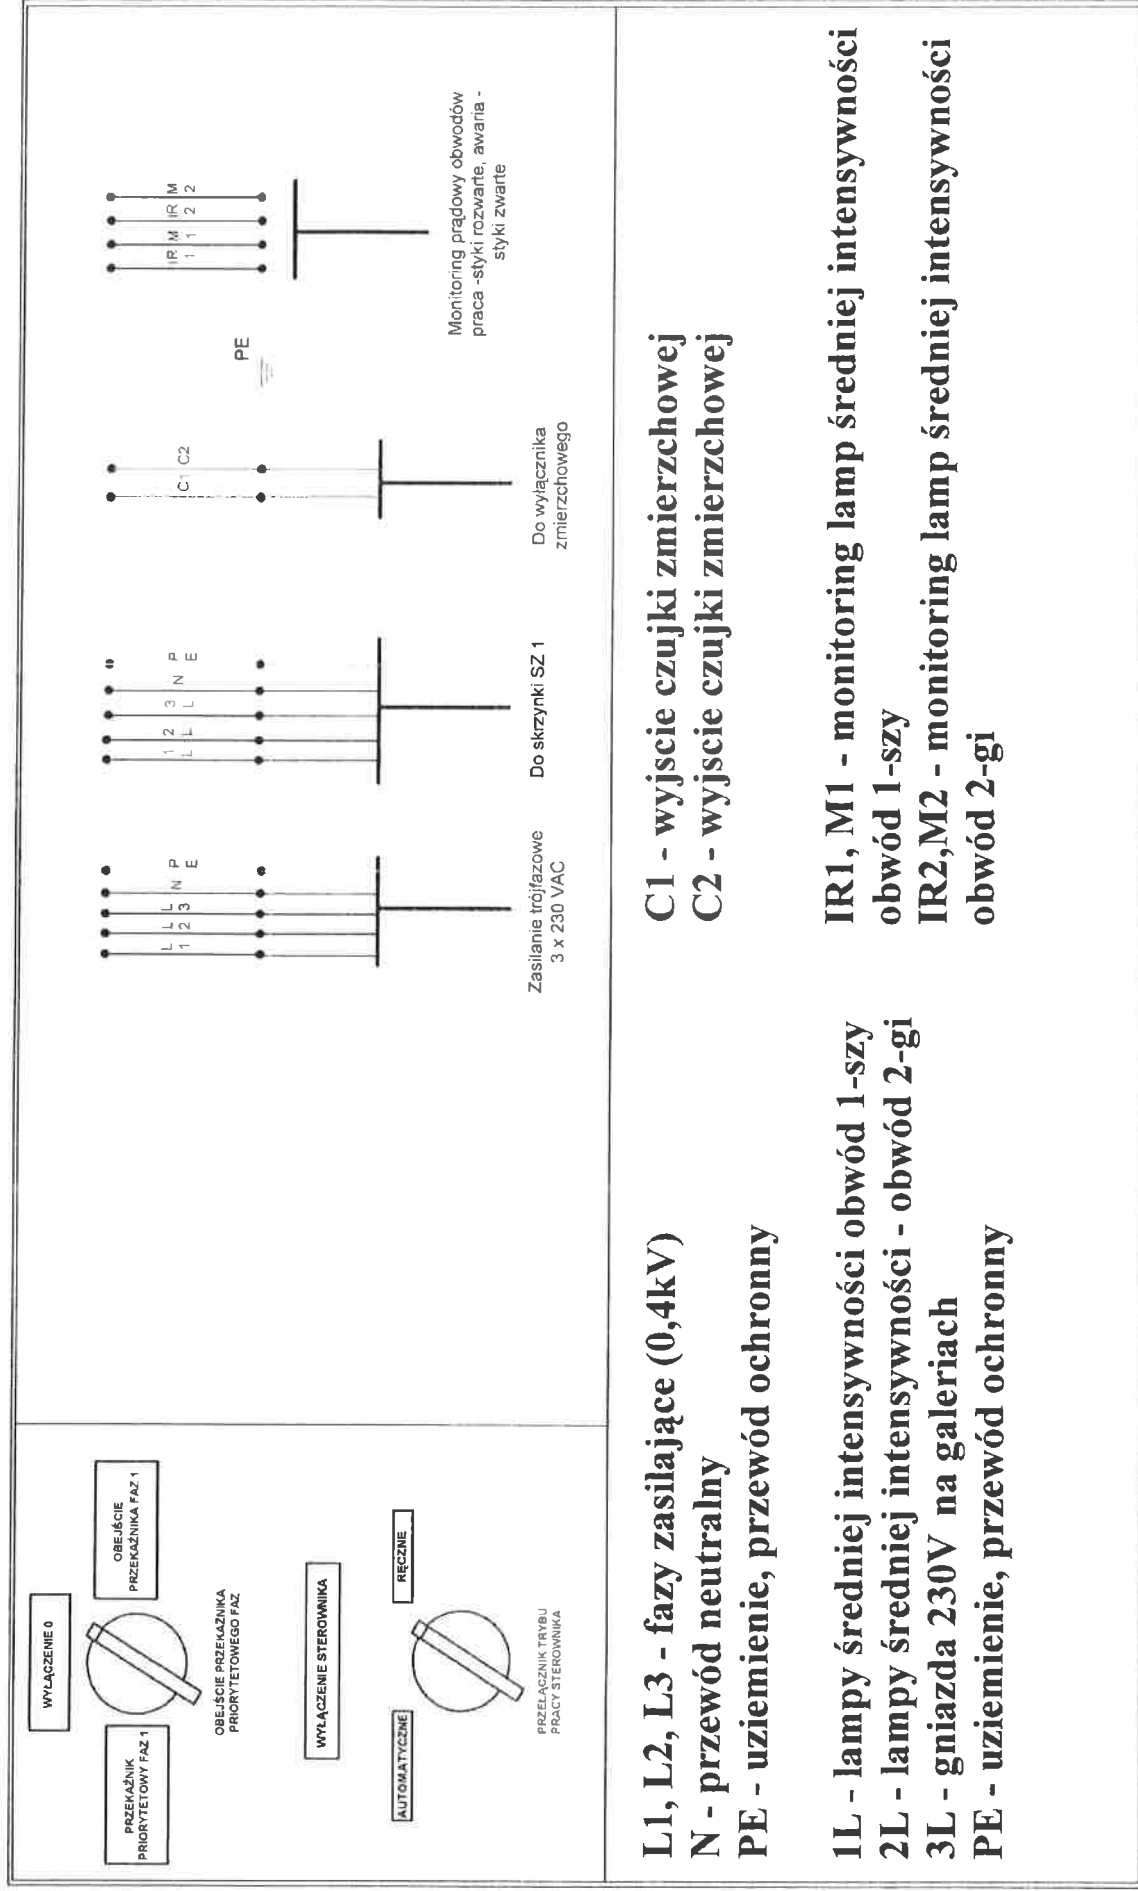 WYŁĄCZENIE 0
PRZEKAŹNIK
PRIORYTETOWY FAZ 1
OBEJŚCIE
PRZEKAŹNIKA FAZ 1
OBEJŚCIE PRZEKAŹNIKA
PRIORYTETOWEGO FAZ
WYŁĄCZENIE STEROWNIKA
AUTOMATYCZNE
RĘCZNE
PRZEŁĄCZNIK TRYBU
PRACY STEROWNIKA
L L L N P
1 2 3 E
Zasilanie trójfazowe
3 x 230 VAC
1 2 3 N P
L L L E
Do skrzynki SZ 1
C1 C2
Do wyłącznika
zmierzchowego
PE
IR M IR M
1 1 2 2
Monitoring prądowy obwodów
praca -styki rozwarte, awaria -
styki zwarte
L1, L2, L3 - fazy zasilające (0,4kV)
N - przewód neutralny
PE - uziemienie, przewód ochronny
1L - lampy średniej intensywności obwód 1-szy
2L - lampy średniej intensywności - obwód 2-gi
3L - gniazda 230V na galeriach
PE - uziemienie, przewód ochronny
C1 - wyjscie czujki zmierzchowej
C2 - wyjscie czujki zmierzchowej
IR1, M1 - monitoring lamp średniej intensywności
obwód 1-szy
IR2,M2 - monitoring lamp średniej intensywności
obwód 2-gi